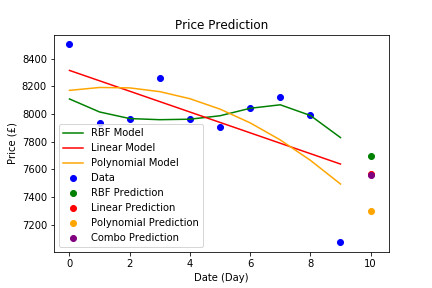 Price Prediction
Price (£)
8400
8200
8000
7800
7600
7400
7200
RBF Model
Linear Model
Polynomial Model
Data
RBF Prediction
Linear Prediction
Polynomial Prediction
Combo Prediction
0 2 4 6 8 10
Date (Day)